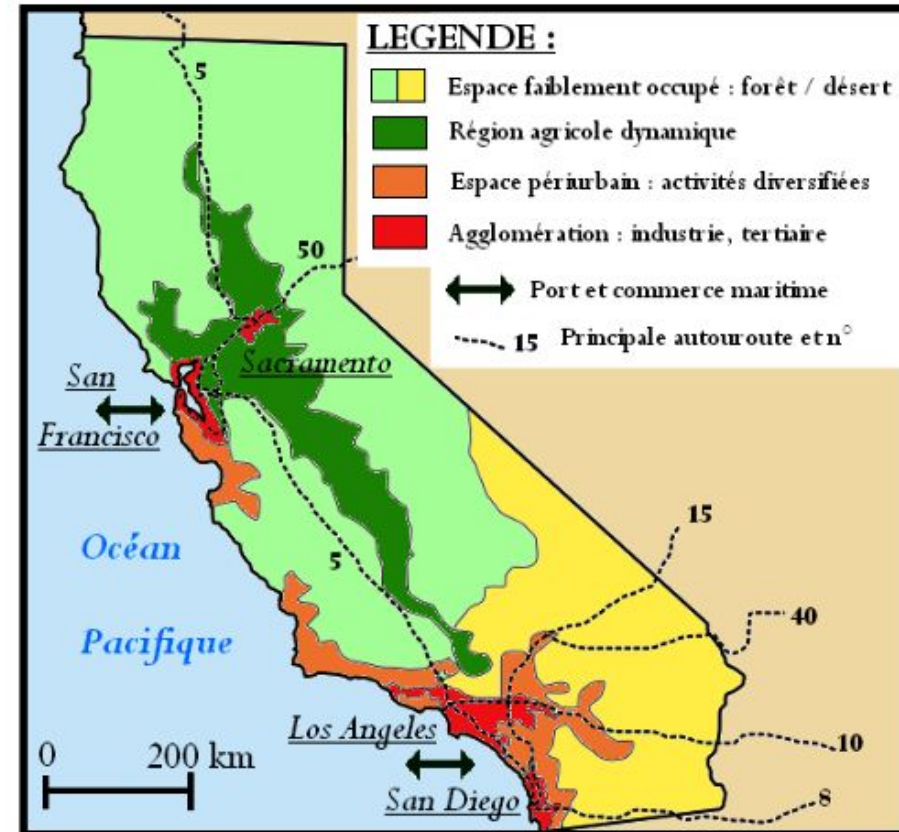 LEGENDE :
Espace faiblement occupé : forêt / désert
Région agricole dynamique
Espace périurbain : activités diversifiées
Agglomération : industrie, tertiaire
Port et commerce maritime
15 Principale autouroute et n°
5
50
Sacramento
San
Francisco
Océan
Pacifique
5
15
40
Los Angeles
10
San Diego
8
0 200 km